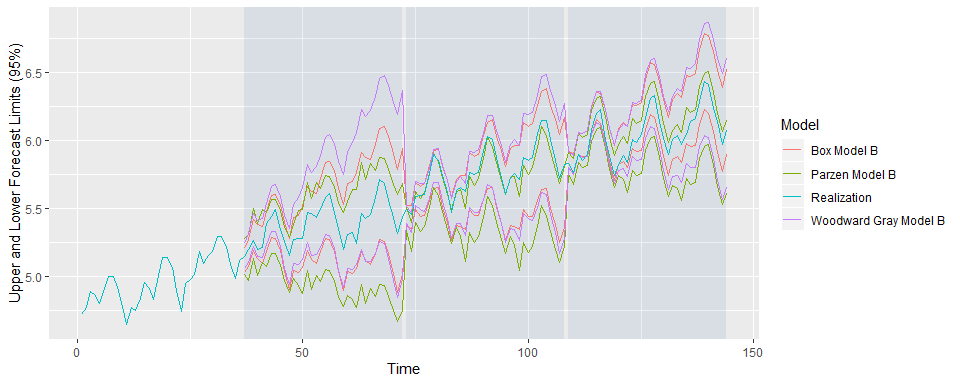 Upper and Lower Forecast Limits (95%)
6.5
6.0
5.5
5.0
0
50
100
150
Time
Model
Box Model B
Parzen Model B
Realization
Woodward Gray Model B